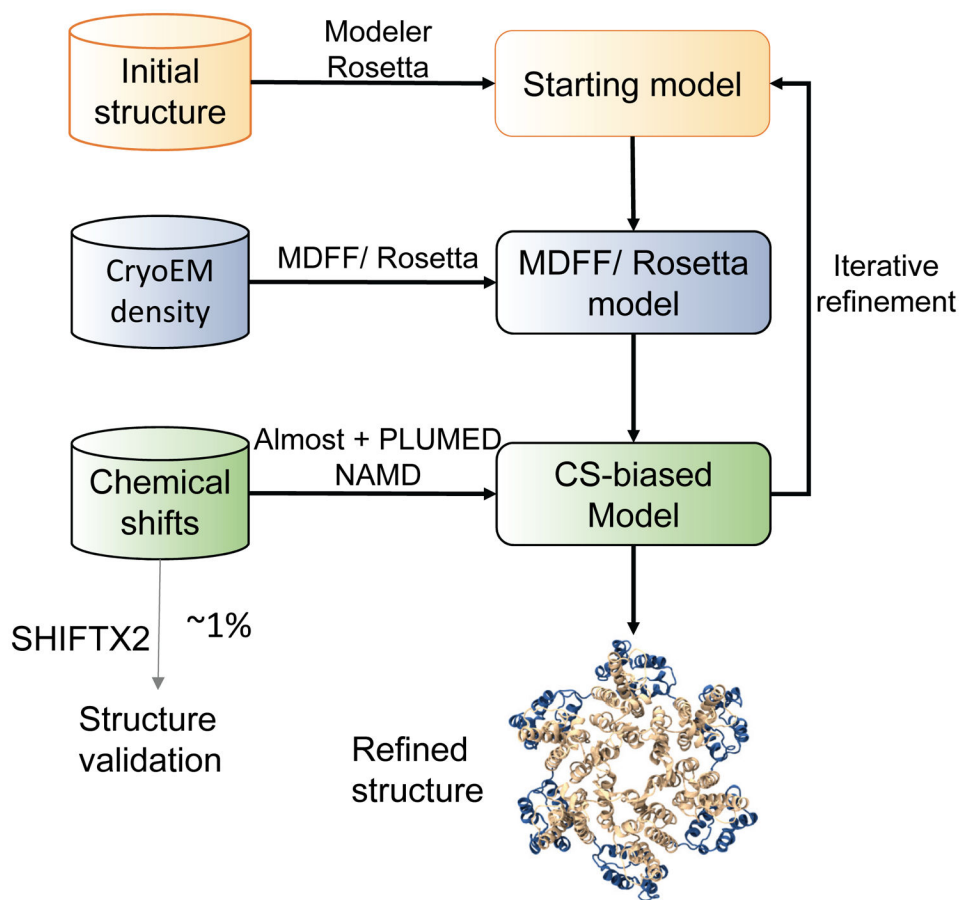 Initial
structure
Modeler
Rosetta
Starting model
CryoEM
density
MDFF/ Rosetta
MDFF/ Rosetta
model
Iterative
refinement
Chemical
shifts
Almost + PLUMED
NAMD
CS-biased
Model
SHIFTX2
~1%
Structure
validation
Refined
structure